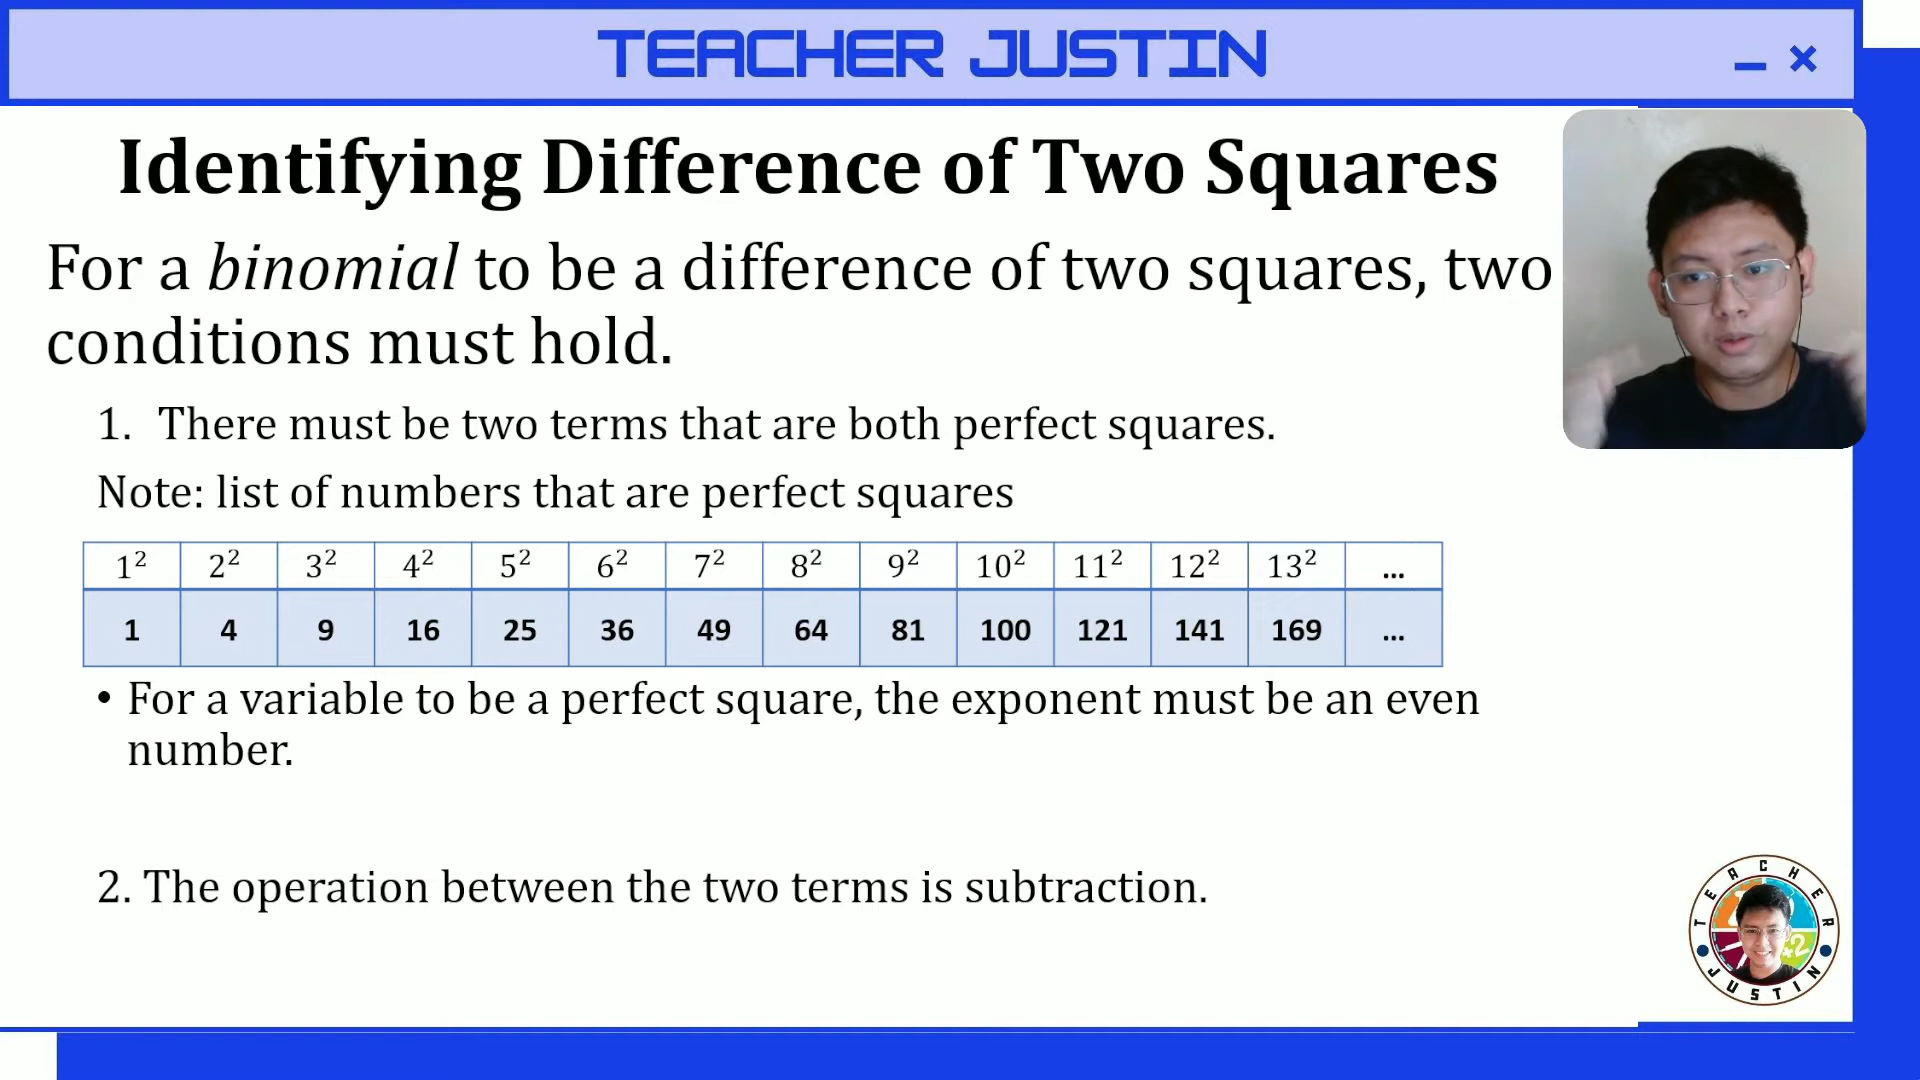 TEACHER JUSTIN
Identifying Difference of Two Squares
For a binomial to be a difference of two squares, two
conditions must hold.
1. There must be two terms that are both perfect squares.
Note: list of numbers that are perfect squares
1² 2² 3² 4² 5² 6² 7² 8² 9² 10² 11² 12² 13² ...
1 4 9 16 25 36 49 64 81 100 121 141 169 ...
• For a variable to be a perfect square, the exponent must be an even
number.
2. The operation between the two terms is subtraction.
TEACHER
JUSTIN